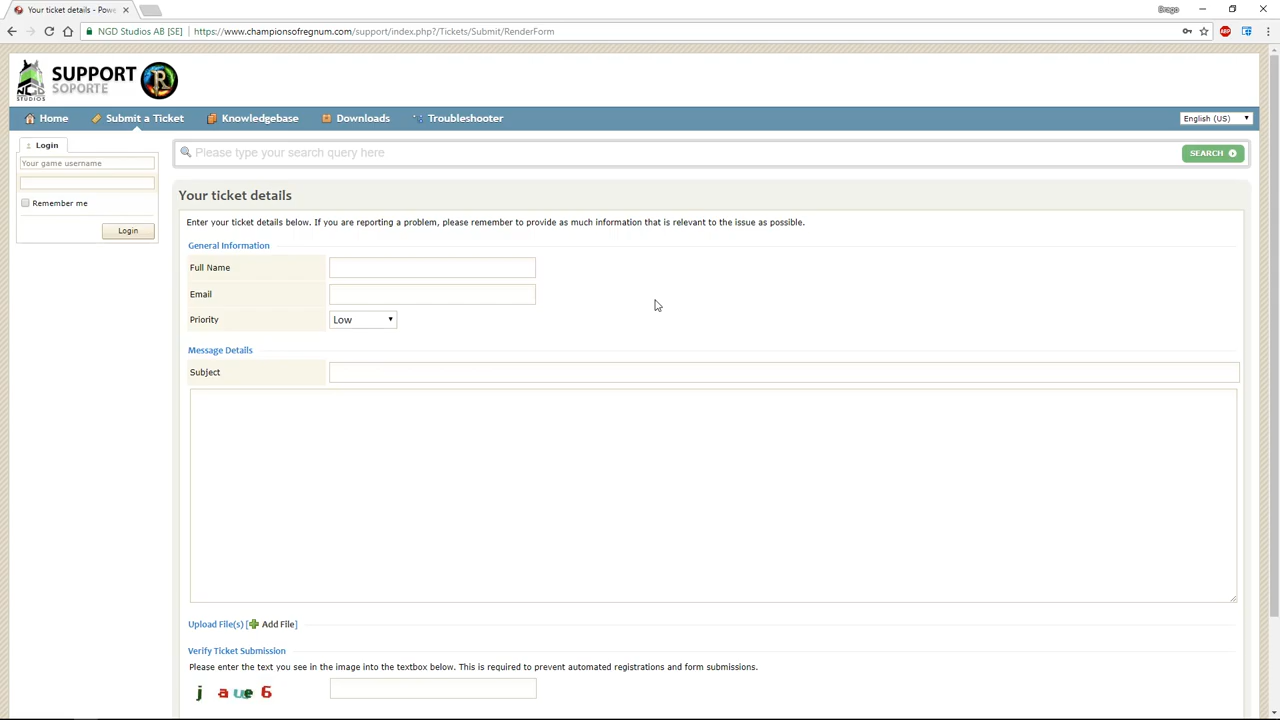 Your ticket details - Powe
Drago
NGD Studios AB [SE]
https://www.championsofregnum.com/support/index.php?/Tickets/Submit/RenderForm
ABP
NGD
STUDIOS
SUPPORT
SOPORTE
R
Home
Submit a Ticket
Knowledgebase
Downloads
Troubleshooter
English (US)
Login
Your game username
Remember me
Login
Please type your search query here
SEARCH
Your ticket details
Enter your ticket details below. If you are reporting a problem, please remember to provide as much information that is relevant to the issue as possible.
General Information
Full Name
Email
Priority
Low
Message Details
Subject
Upload File(s) [ Add File]
Verify Ticket Submission
Please enter the text you see in the image into the textbox below. This is required to prevent automated registrations and form submissions.
j aue6